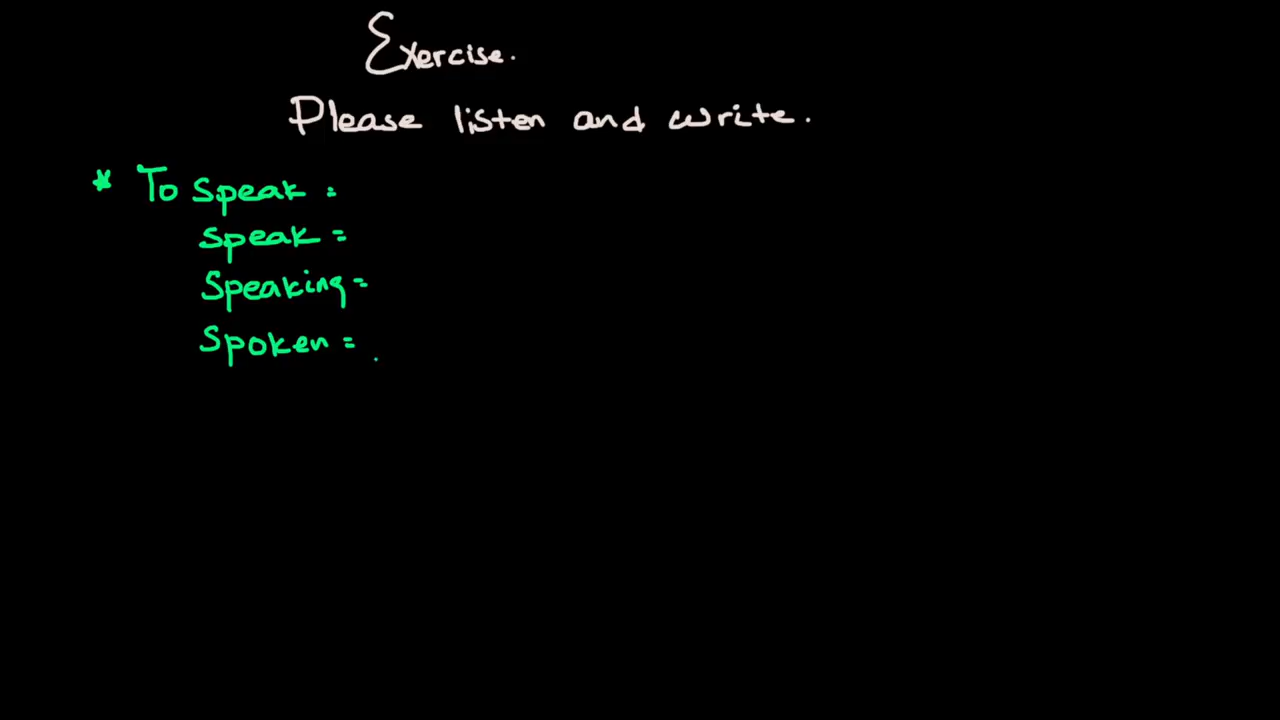 Exercise.
Please listen and write.
* To Speak =
Speak =
Speaking =
Spoken =